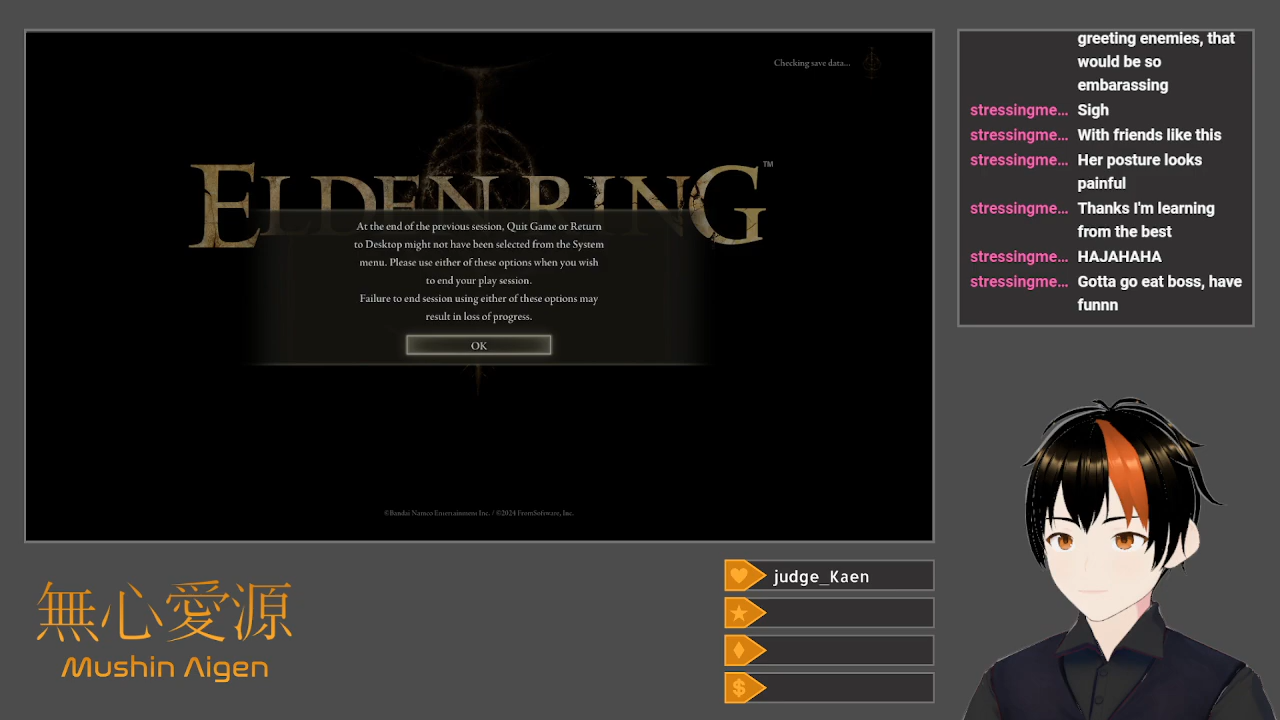 Checking save data...
ELDEN RING
TM
At the end of the previous session, Quit Game or Return
to Desktop might not have been selected from the System
menu. Please use either of these options when you wish
to end your play session.
Failure to end session using either of these options may
result in loss of progress.
OK
©Bandai Namco Entertainment Inc. / ©2024 FromSoftware, Inc.
greeting enemies, that
would be so
embarassing
stressingme... Sigh
stressingme... With friends like this
stressingme... Her posture looks
painful
stressingme... Thanks I'm learning
from the best
stressingme... HAJAHAHA
stressingme... Gotta go eat boss, have
funnn
無心愛源
Mushin Aigen
judge_Kaen
$